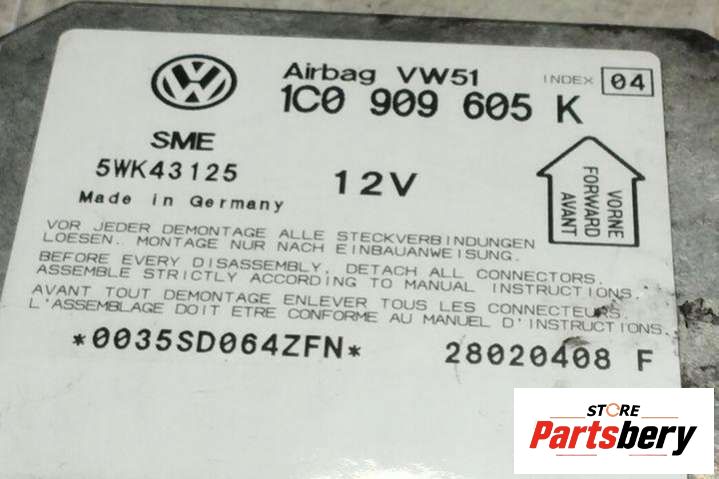 Airbag VW51 INDEX 04
1C0 909 605 K
SME
5WK43125 12V
Made in Germany
VORNE
FORWARD
AVANT
VOR JEDER DEMONTAGE ALLE STECKVERBINDUNGEN
LOESEN. MONTAGE NUR NACH EINBAUANWEISUNG.
BEFORE EVERY DISASSEMBLY, DETACH ALL CONNECTORS.
ASSEMBLE STRICTLY ACCORDING TO MANUAL INSTRUCTIONS.
AVANT TOUT DEMONTAGE ENLEVER TOUS LES CONNECTEURS.
L'ASSEMBLAGE DOIT ETRE CONFORME AU MANUEL D'INSTRUCTIONS.
*0035SD064ZFN* 28020408 F
STORE
Partsbery